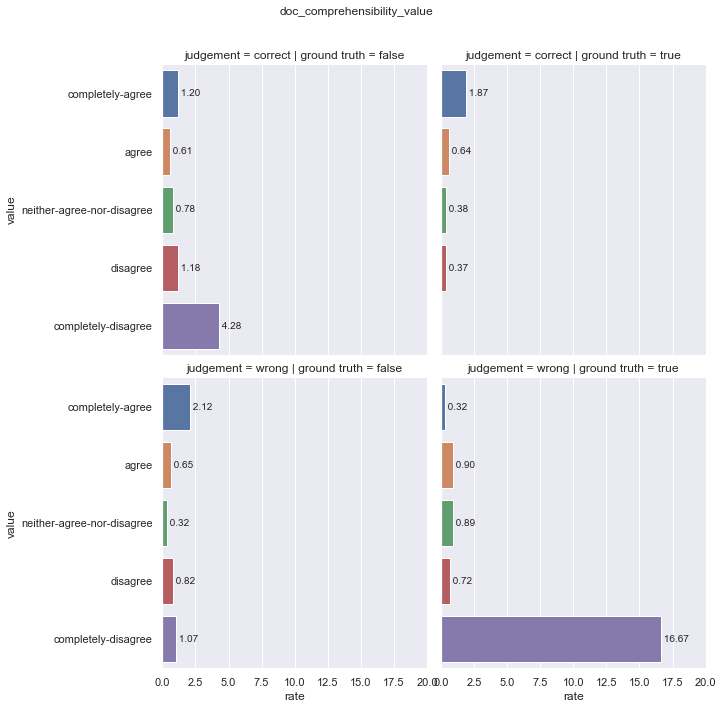 doc_comprehensibility_value
judgement = correct | ground truth = false
judgement = correct | ground truth = true
completely-agree
1.20
1.87
agree
0.61
0.64
neither-agree-nor-disagree
0.78
0.38
disagree
1.18
0.37
completely-disagree
4.28
value
judgement = wrong | ground truth = false
judgement = wrong | ground truth = true
completely-agree
2.12
0.32
agree
0.65
0.90
neither-agree-nor-disagree
0.32
0.89
disagree
0.82
0.72
completely-disagree
1.07
16.67
value
0.0 2.5 5.0 7.5 10.0 12.5 15.0 17.5 20.0
0.0 2.5 5.0 7.5 10.0 12.5 15.0 17.5 20.0
rate
rate